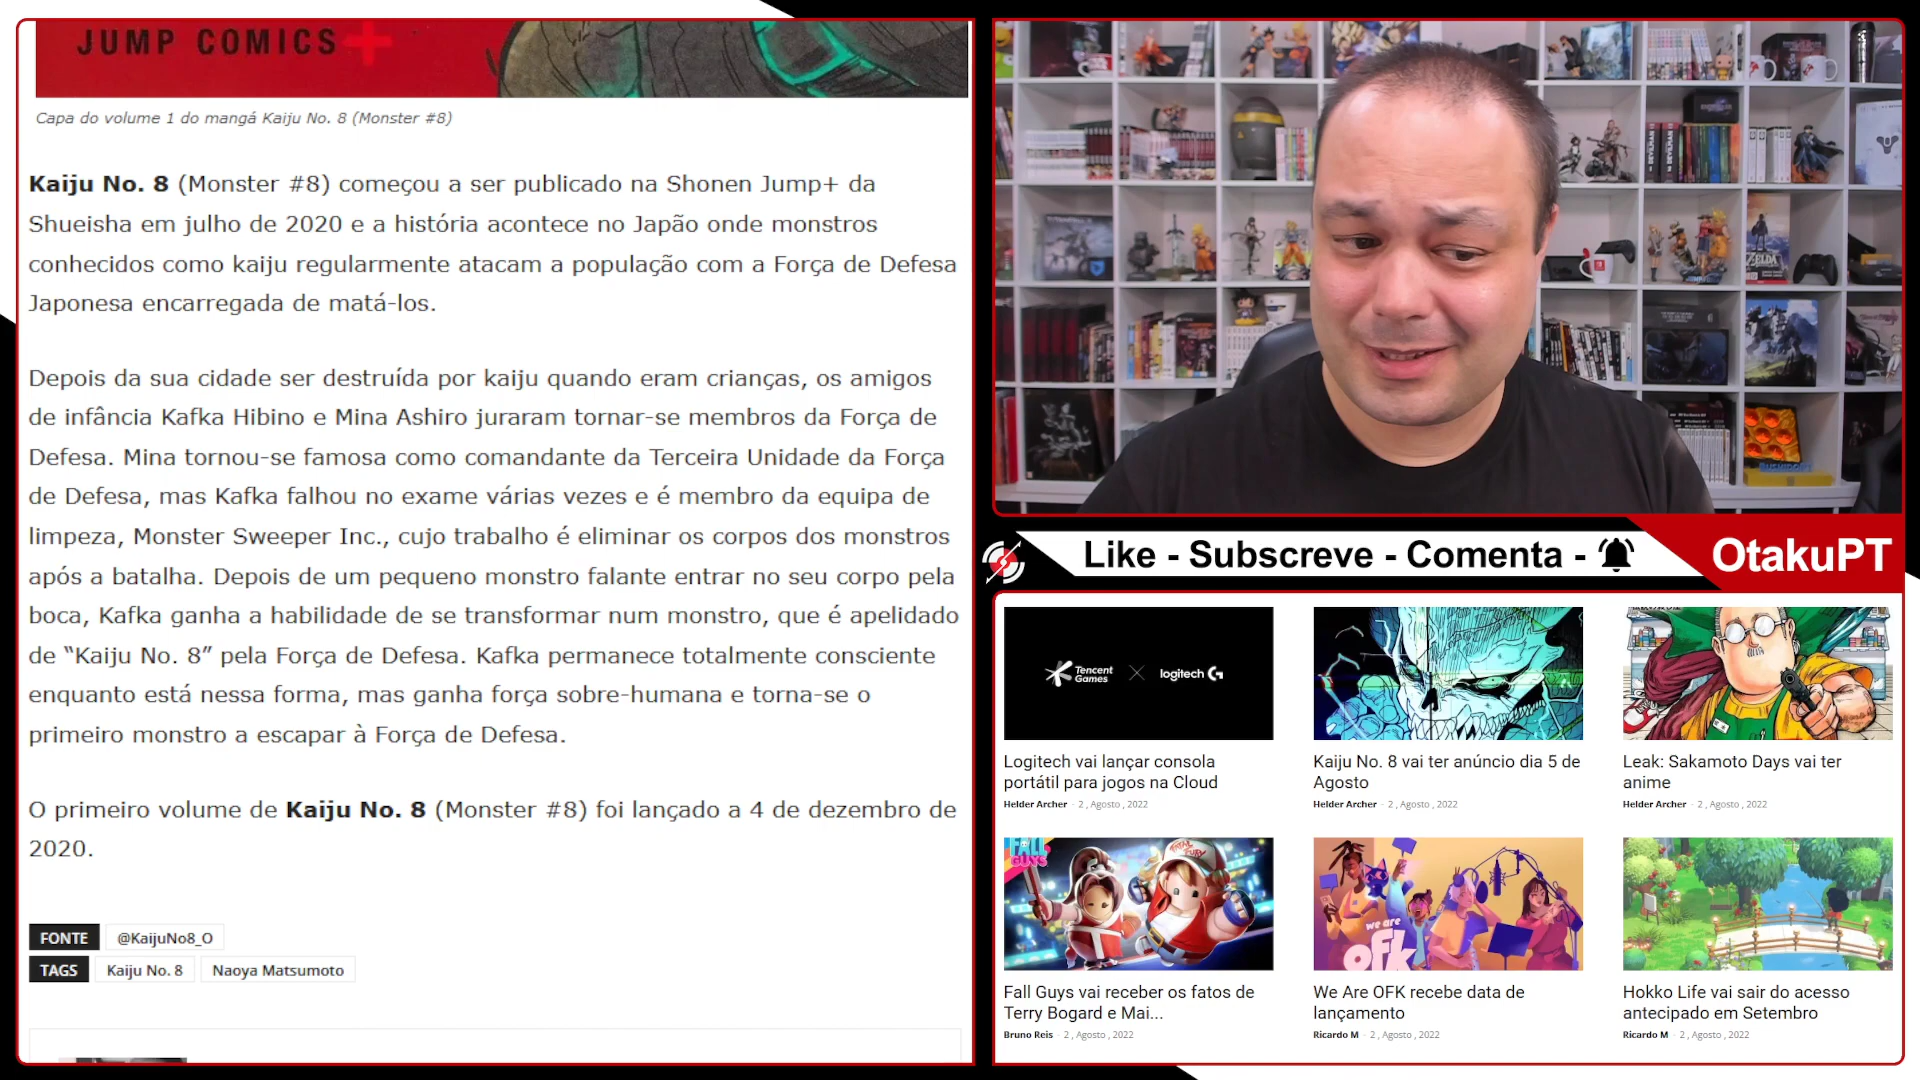 JUMP COMICS+
Capa do volume 1 do mangá Kaiju No. 8 (Monster #8)
Kaiju No. 8 (Monster #8) começou a ser publicado na Shonen Jump+ da
Shueisha em julho de 2020 e a história acontece no Japão onde monstros
conhecidos como kaiju regularmente atacam a população com a Força de Defesa
Japonesa encarregada de matá-los.
Depois da sua cidade ser destruída por kaiju quando eram crianças, os amigos
de infância Kafka Hibino e Mina Ashiro juraram tornar-se membros da Força de
Defesa. Mina tornou-se famosa como comandante da Terceira Unidade da Força
de Defesa, mas Kafka falhou no exame várias vezes e é membro da equipa de
limpeza, Monster Sweeper Inc., cujo trabalho é eliminar os corpos dos monstros
após a batalha. Depois de um pequeno monstro falante entrar no seu corpo pela
boca, Kafka ganha a habilidade de se transformar num monstro, que é apelidado
de “Kaiju No. 8” pela Força de Defesa. Kafka permanece totalmente consciente
enquanto está nessa forma, mas ganha força sobre-humana e torna-se o
primeiro monstro a escapar à Força de Defesa.
O primeiro volume de Kaiju No. 8 (Monster #8) foi lançado a 4 de dezembro de
2020.
FONTE @KaijuNo8_O
TAGS Kaiju No. 8 Naoya Matsumoto
ZELDA
Like - Subscreve - Comenta -
OtakuPT
Tencent Games × logitech G
Logitech vai lançar consola
portátil para jogos na Cloud
Helder Archer - 2 , Agosto , 2022
Kaiju No. 8 vai ter anúncio dia 5 de
Agosto
Helder Archer - 2 , Agosto , 2022
Leak: Sakamoto Days vai ter
anime
Helder Archer - 2 , Agosto , 2022
FALL GUYS
FATAL FURY
Fall Guys vai receber os fatos de
Terry Bogard e Mai...
Bruno Reis - 2 , Agosto , 2022
we are
OFK
We Are OFK recebe data de
lançamento
Ricardo M - 2 , Agosto , 2022
Hokko Life vai sair do acesso
antecipado em Setembro
Ricardo M - 2 , Agosto , 2022